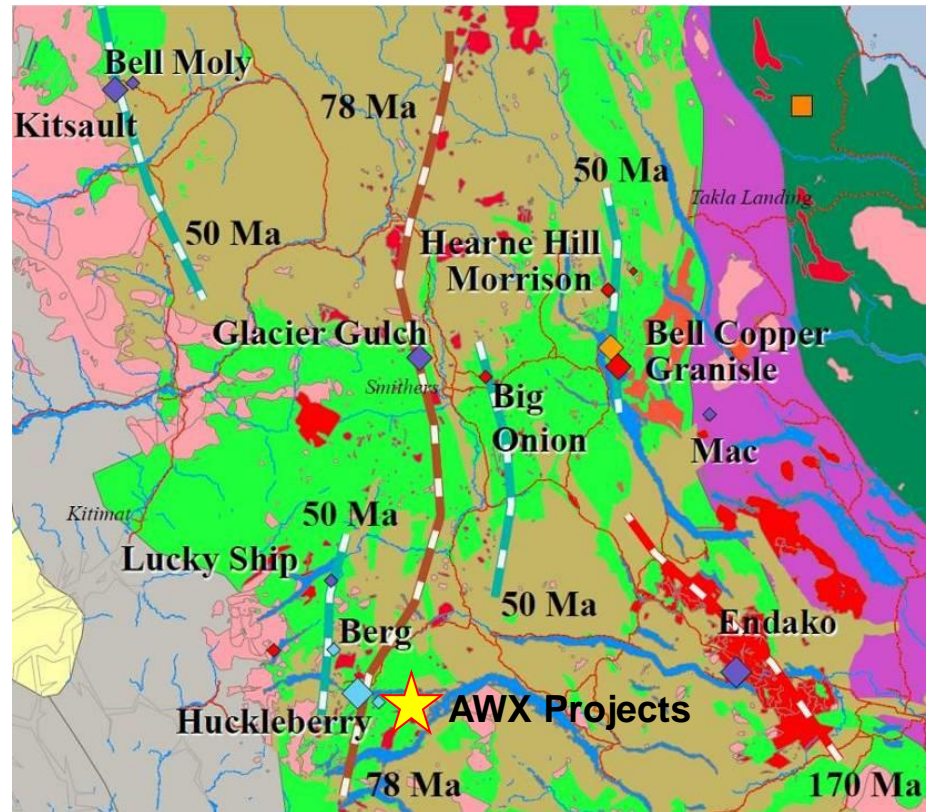 Bell Moly
Kitsault
78 Ma
50 Ma
Takla Landing
50 Ma
Hearne Hill
Morrison
Glacier Gulch
Bell Copper
Granisle
Smithers
Big
Onion
Mac
Kitimat
50 Ma
Lucky Ship
50 Ma
Berg
Endako
Huckleberry
AWX Projects
78 Ma
170 Ma